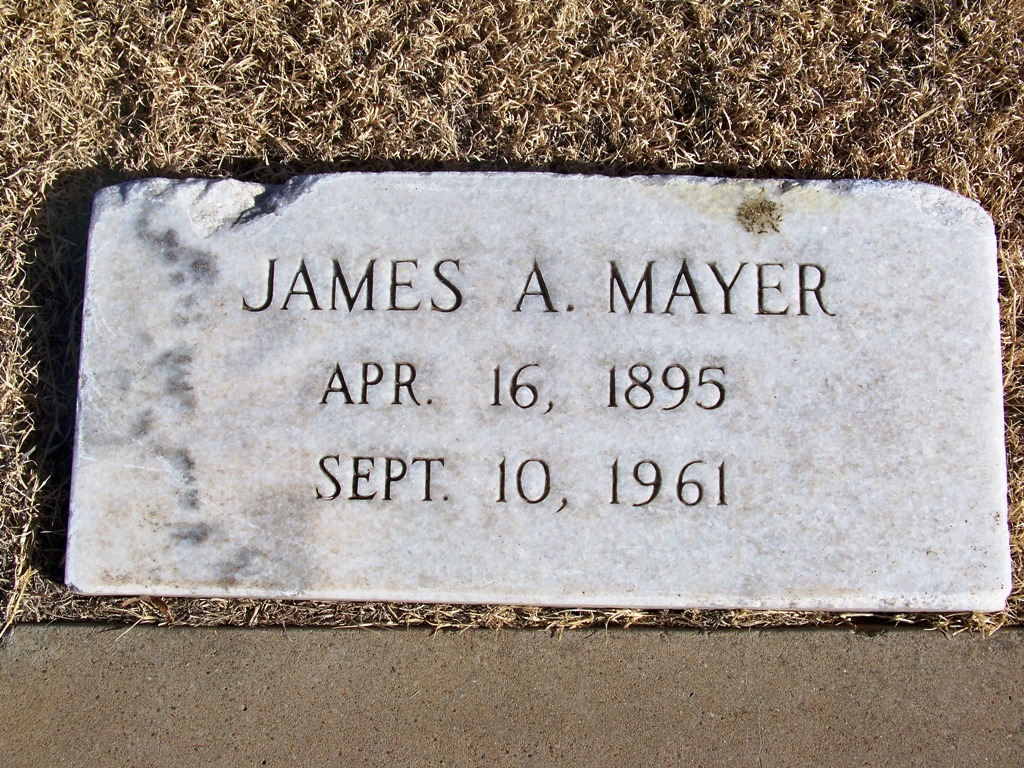 JAMES A. MAYER
APR. 16, 1895
SEPT. 10, 1961